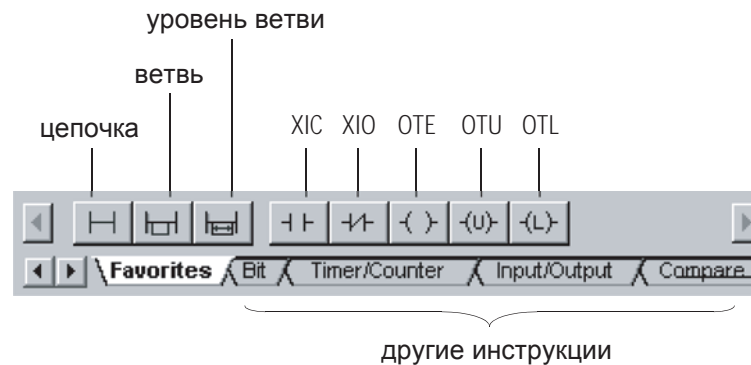 уровень ветви
ветвь
цепочка XIC XIO OTE OTU OTL
(U) (L)
Favorites Bit Timer/Counter Input/Output Compare
другие инструкции